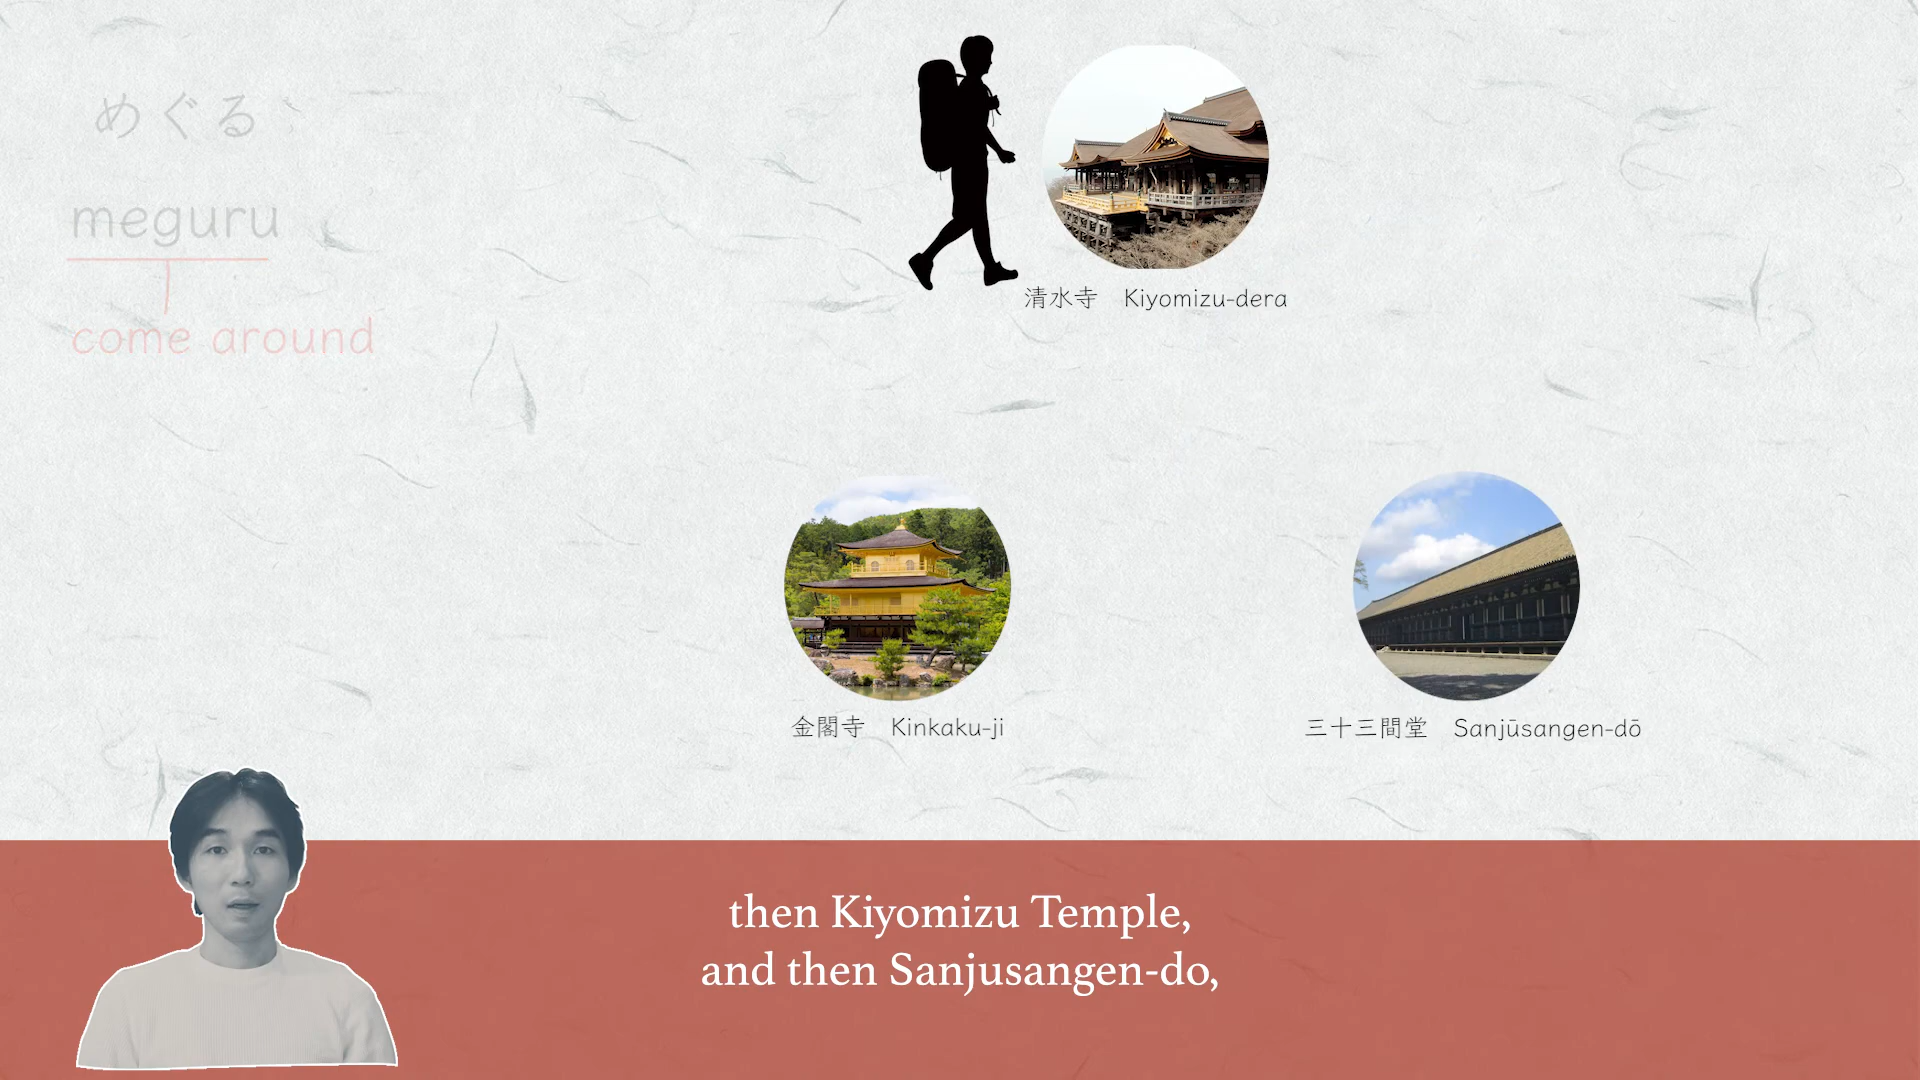 めぐる
meguru
come around
清水寺 Kiyomizu-dera
金閣寺 Kinkaku-ji
三十三間堂 Sanjūsangen-dō
then Kiyomizu Temple,
and then Sanjusangen-do,